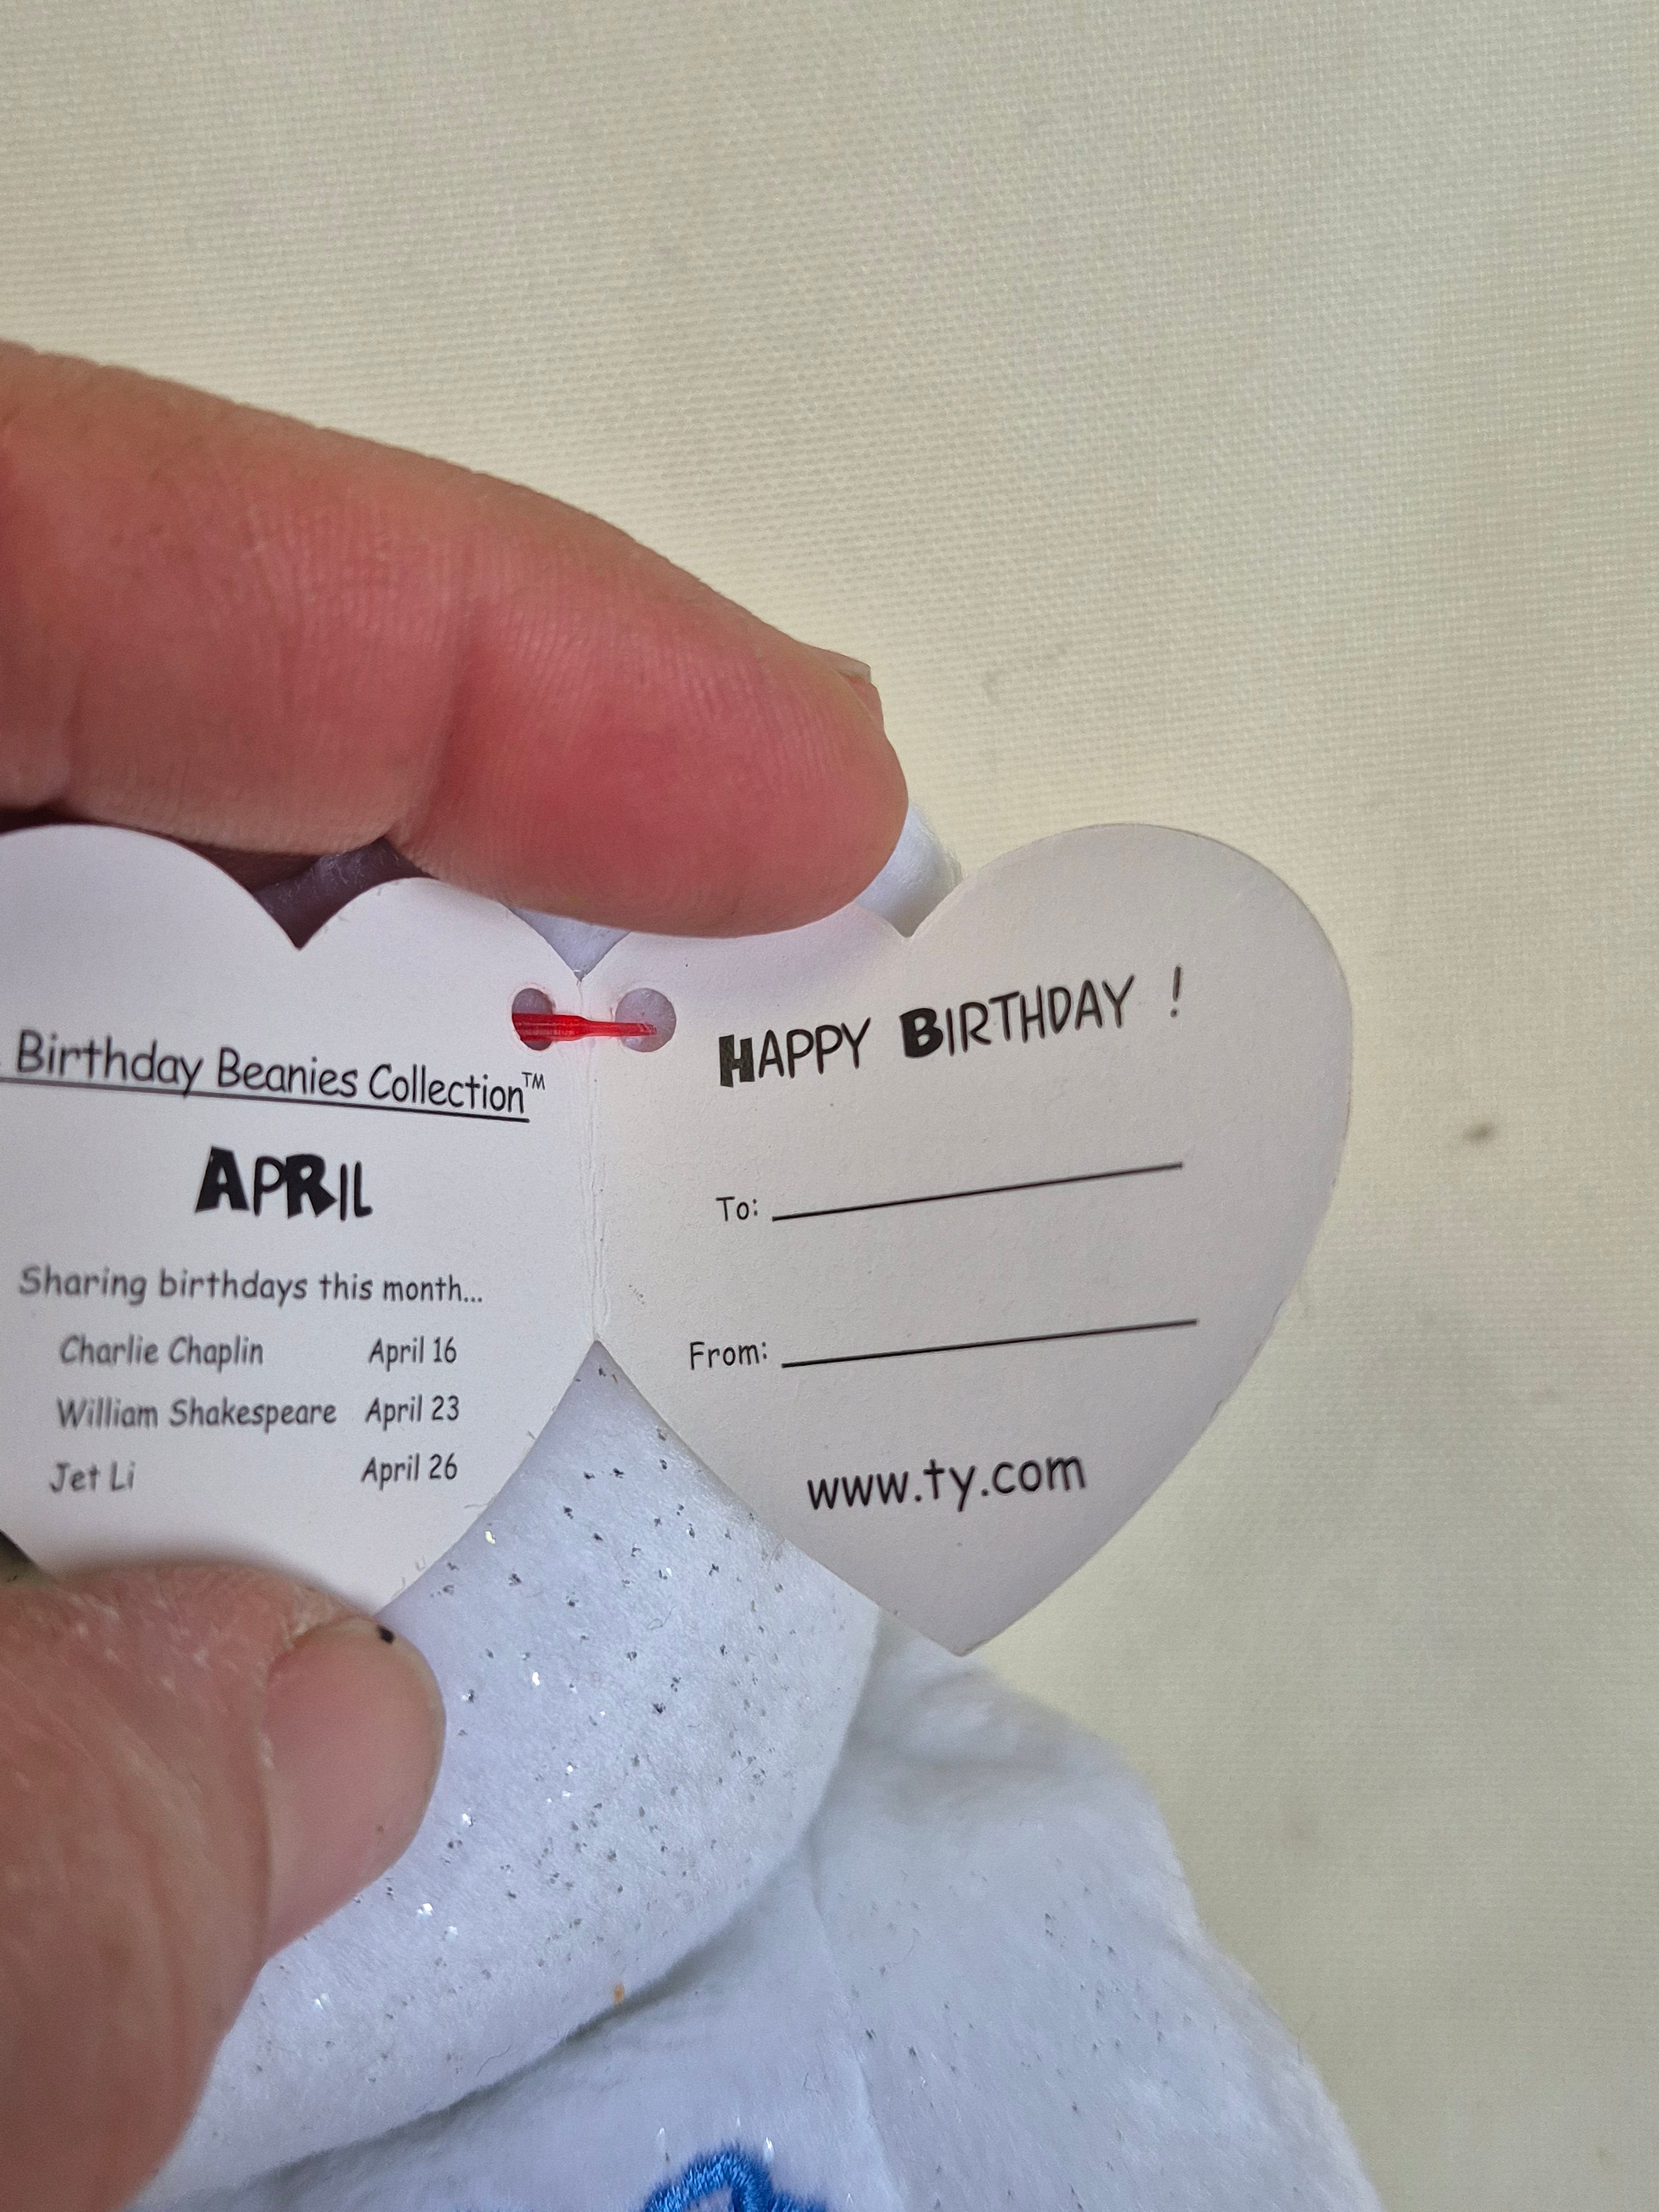 Birthday Beanies Collection™
APRIL
Sharing birthdays this month...
Charlie Chaplin April 16
William Shakespeare April 23
Jet Li April 26
HAPPY BIRTHDAY !
To:
From:
www.ty.com